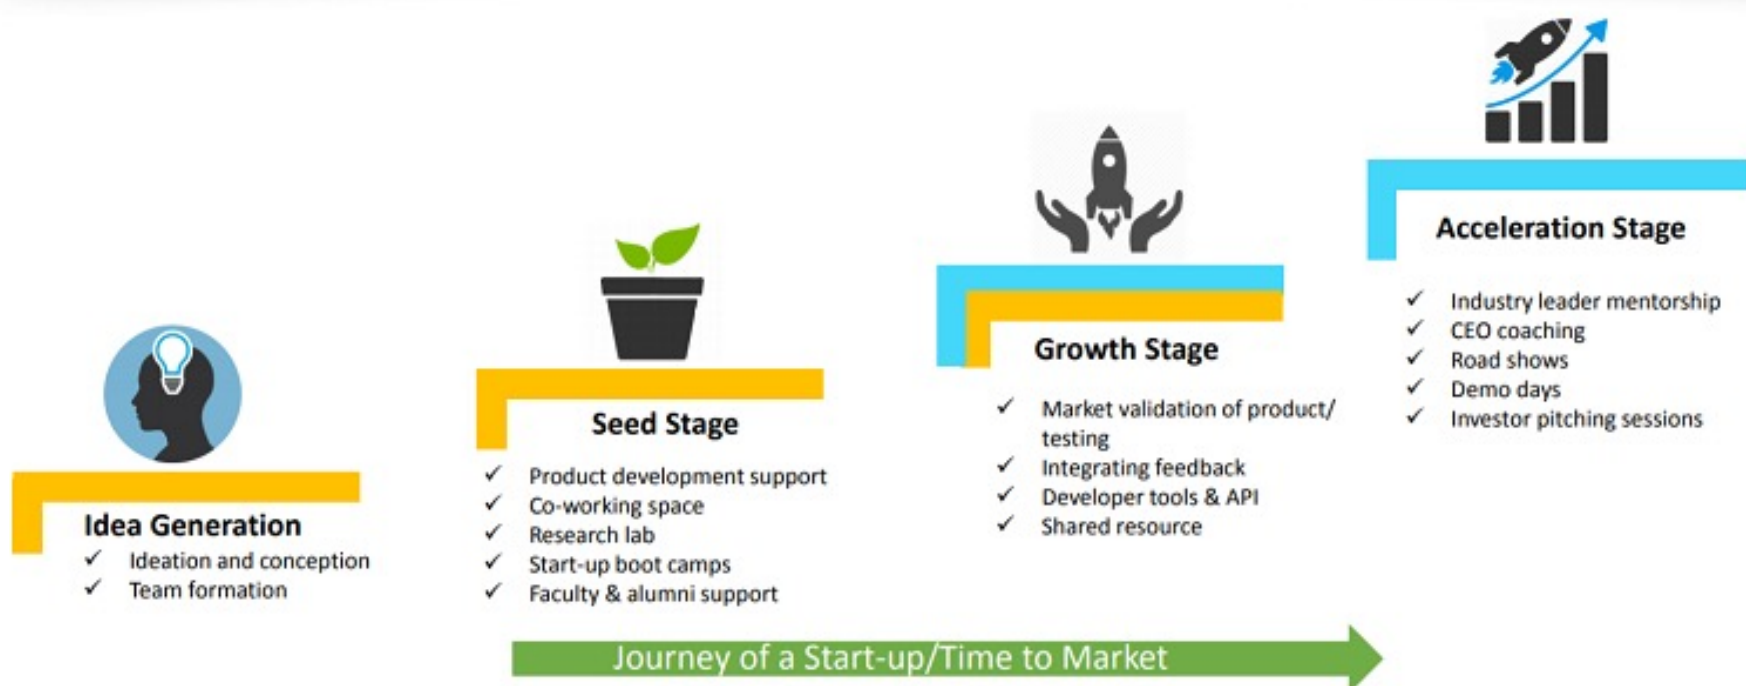 Idea Generation
✓ Ideation and conception
✓ Team formation
Seed Stage
✓ Product development support
✓ Co-working space
✓ Research lab
✓ Start-up boot camps
✓ Faculty & alumni support
Growth Stage
✓ Market validation of product/
testing
✓ Integrating feedback
✓ Developer tools & API
✓ Shared resource
Acceleration Stage
✓ Industry leader mentorship
✓ CEO coaching
✓ Road shows
✓ Demo days
✓ Investor pitching sessions
Journey of a Start-up/Time to Market